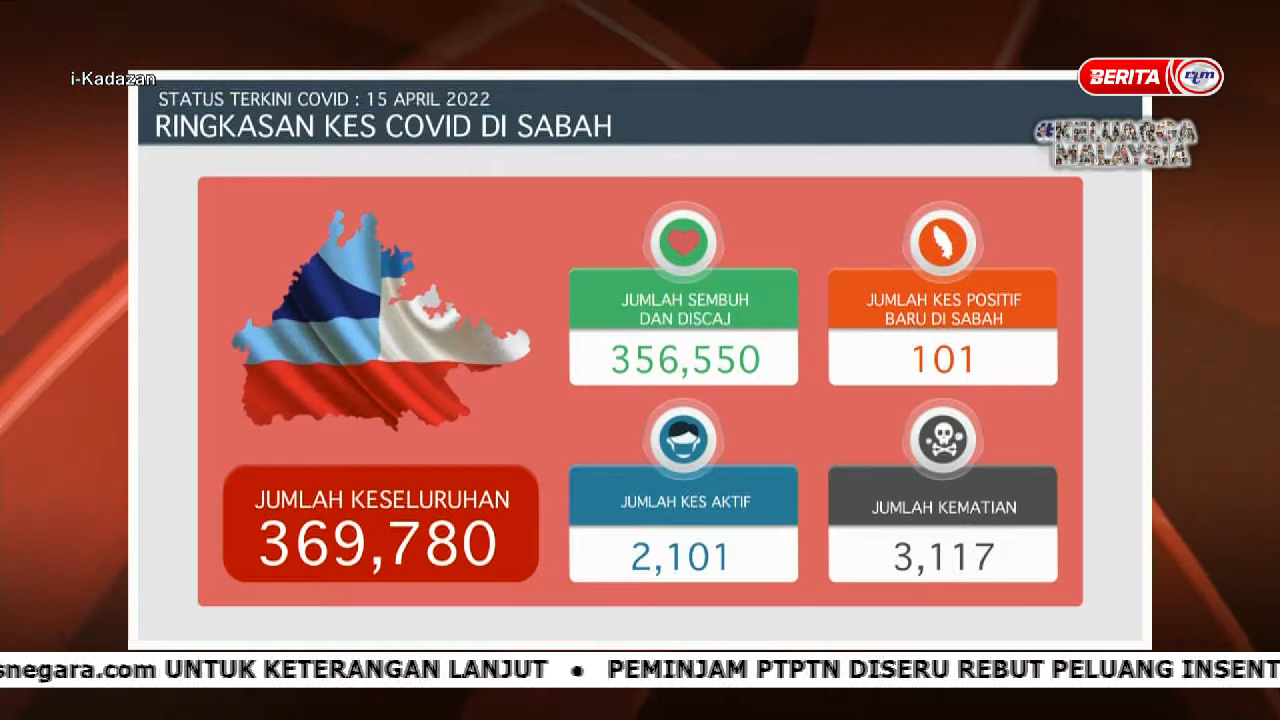 i-Kadazan
BERITA rtm
#KELUARGA
MALAYSIA
STATUS TERKINI COVID : 15 APRIL 2022
RINGKASAN KES COVID DI SABAH
JUMLAH SEMBUH
DAN DISCAJ
356,550
JUMLAH KES POSITIF
BARU DI SABAH
101
JUMLAH KESELURUHAN
369,780
JUMLAH KES AKTIF
2,101
JUMLAH KEMATIAN
3,117
snegara.com UNTUK KETERANGAN LANJUT • PEMINJAM PTPTN DISERU REBUT PELUANG INSENT